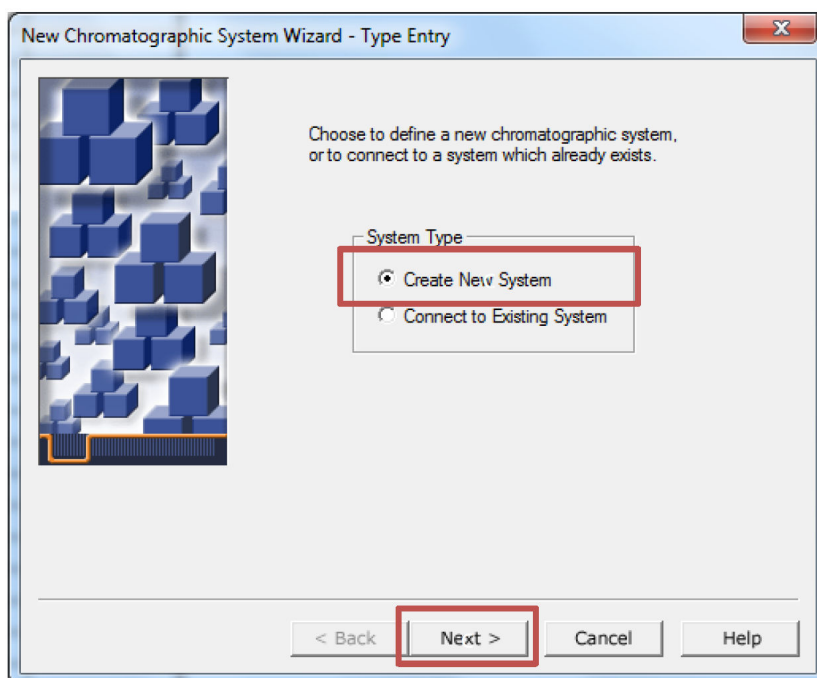 New Chromatographic System Wizard - Type Entry
Choose to define a new chromatographic system,
or to connect to a system which already exists.
System Type
Create New System
Connect to Existing System
< Back
Next >
Cancel
Help